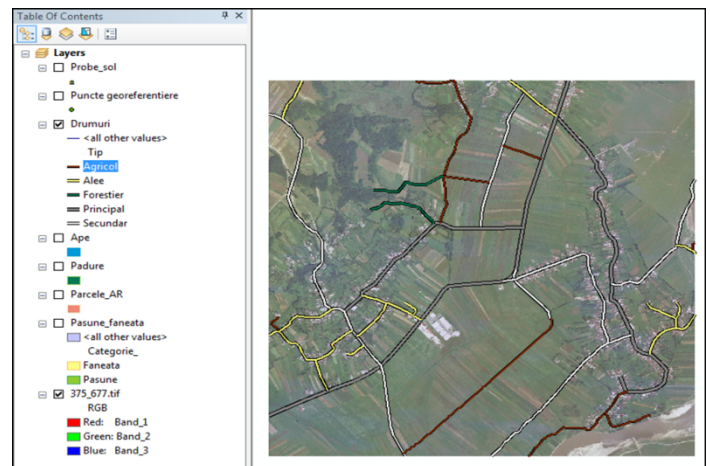 Table Of Contents
Layers
Probe_sol
Puncte georeferentiere
Drumuri
<all other values>
Tip
Agricol
Alee
Forestier
Principal
Secundar
Ape
Padure
Parcele_AR
Pasune_faneata
<all other values>
Categorie_
Faneata
Pasune
375_677.tif
RGB
Red: Band_1
Green: Band_2
Blue: Band_3